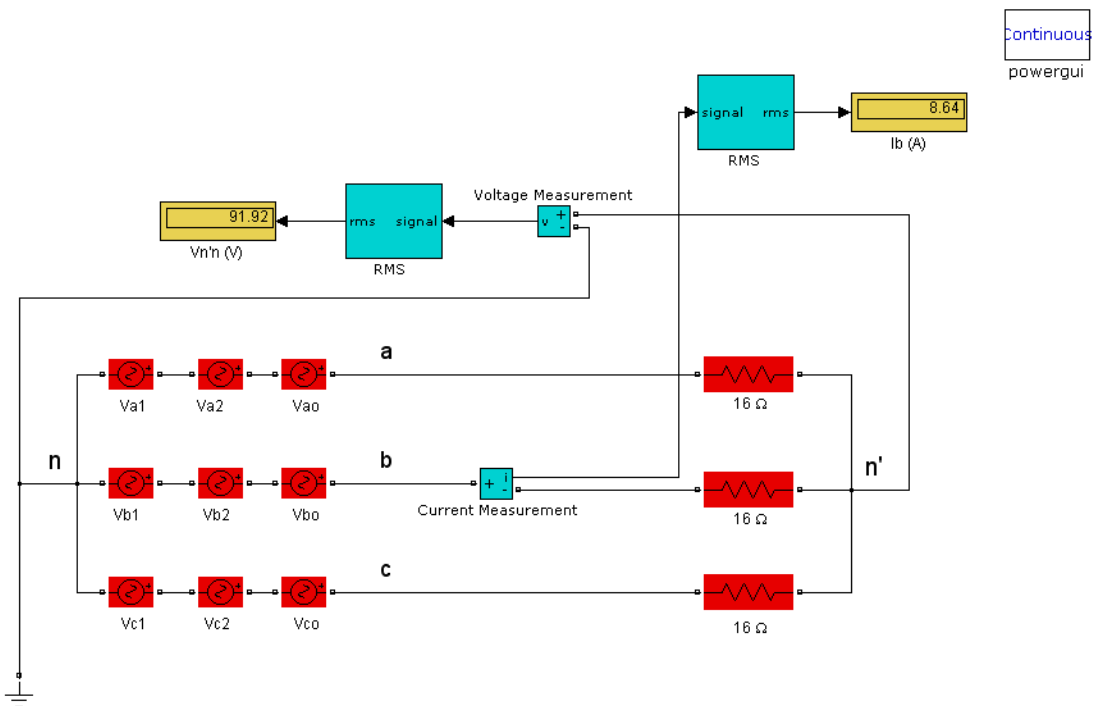 Continuous
powergui
signal rms
8.64
RMS
Ib (A)
Voltage Measurement
91.92
rms signal
v + -
Vn'n (V)
RMS
a
Va1 Va2 Vao
16 Ω
n
b
n'
+ i -
Current Measurement
Vb1 Vb2 Vbo
16 Ω
c
Vc1 Vc2 Vco
16 Ω